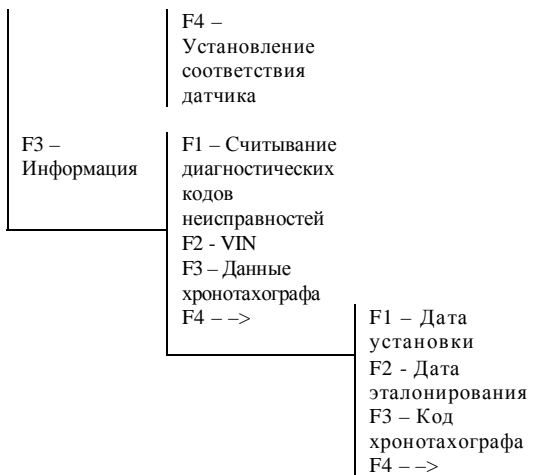 F4 –
Установление
соответствия
датчика
F3 –
Информация
F1 – Считывание
диагностических
кодов
неисправностей
F2 - VIN
F3 – Данные
хронотахографа
F4 – –>
F1 – Дата
установки
F2 - Дата
эталонирования
F3 – Код
хронотахографа
F4 – –>